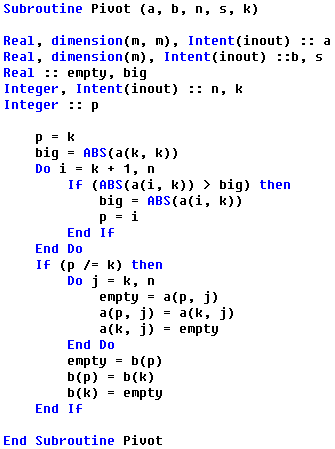 Subroutine Pivot (a, b, n, s, k)
Real, dimension(m, m), Intent(inout) :: a
Real, dimension(m), Intent(inout) ::b, s
Real :: empty, big
Integer, Intent(inout) :: n, k
Integer :: p
p = k
big = ABS(a(k, k))
Do i = k + 1, n
If (ABS(a(i, k)) > big) then
big = ABS(a(i, k))
p = i
End If
End Do
If (p /= k) then
Do j = k, n
empty = a(p, j)
a(p, j) = a(k, j)
a(k, j) = empty
End Do
empty = b(p)
b(p) = b(k)
b(k) = empty
End If
End Subroutine Pivot